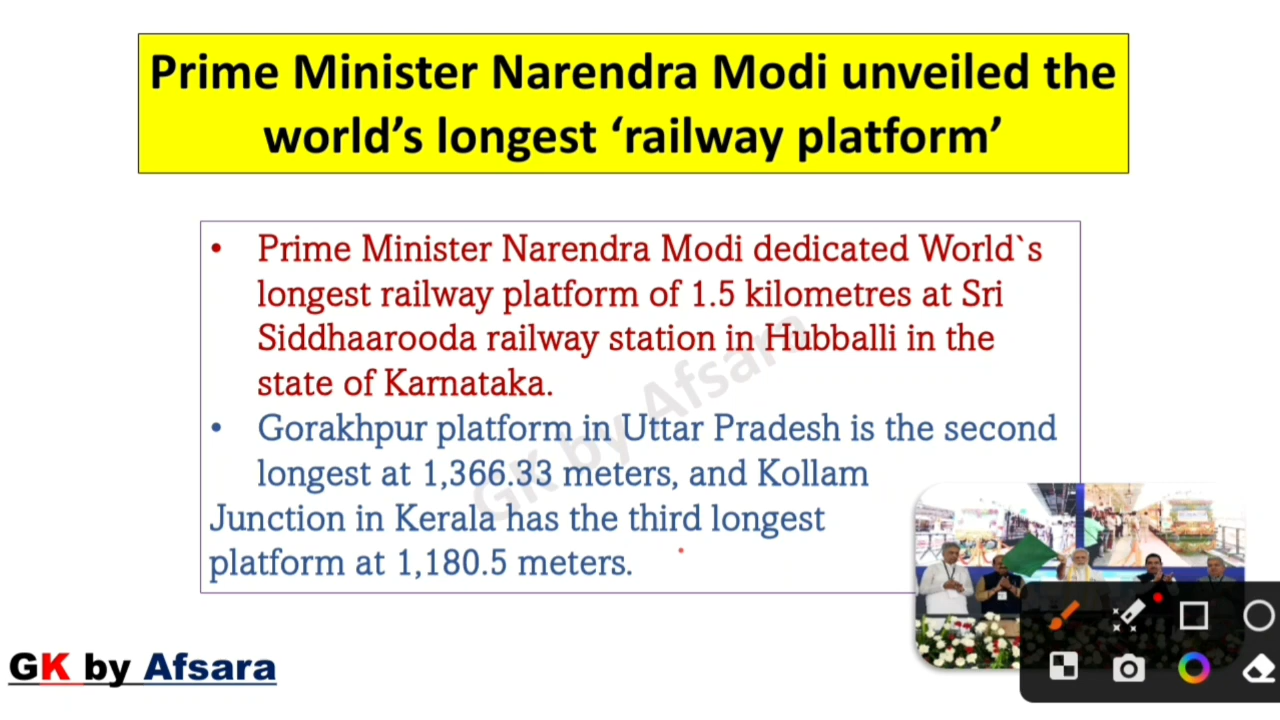 Prime Minister Narendra Modi unveiled the
world’s longest ‘railway platform’
• Prime Minister Narendra Modi dedicated World`s
longest railway platform of 1.5 kilometres at Sri
Siddhaarooda railway station in Hubballi in the
state of Karnataka.
• Gorakhpur platform in Uttar Pradesh is the second
longest at 1,366.33 meters, and Kollam
Junction in Kerala has the third longest
platform at 1,180.5 meters.
GK by Afsara
GK by Afsara